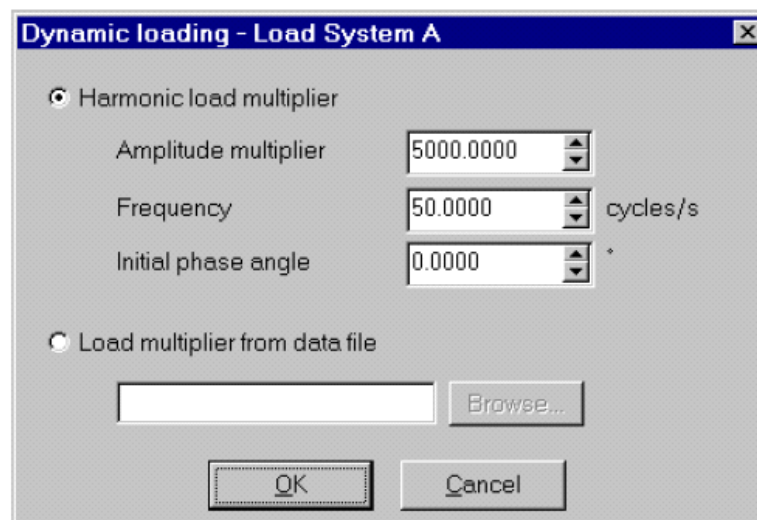 Dynamic loading - Load System A
Harmonic load multiplier
Amplitude multiplier 5000.0000
Frequency 50.0000 cycles/s
Initial phase angle 0.0000 °
Load multiplier from data file
Browse...
OK Cancel